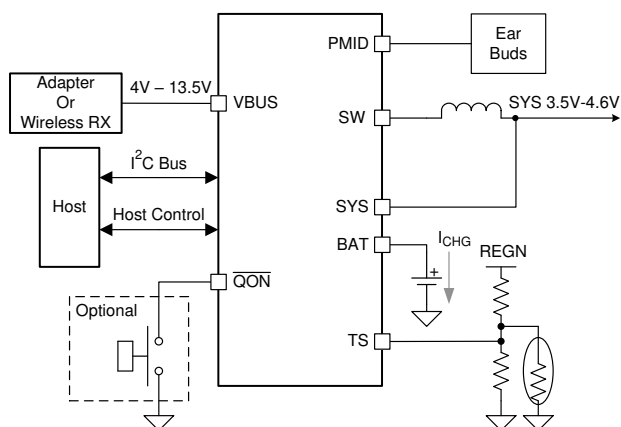 PMID
Ear
Buds
Adapter
Or
Wireless RX
4V – 13.5V
VBUS
SW
SYS 3.5V-4.6V
I²C Bus
Host
Host Control
SYS
BAT
I_CHG
+
REGN
QON
Optional
TS